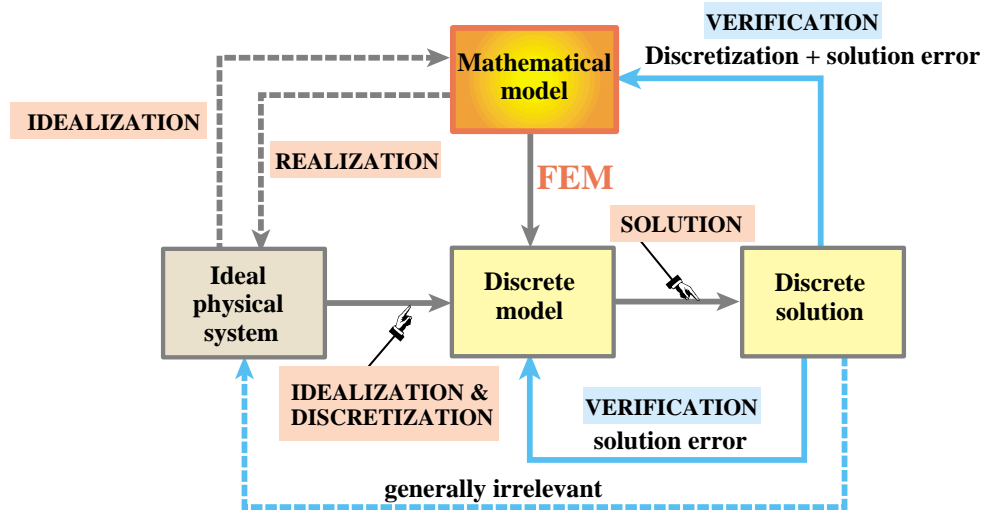 VERIFICATION
Discretization + solution error
Mathematical
model
IDEALIZATION
REALIZATION
FEM
SOLUTION
Ideal
physical
system
Discrete
model
Discrete
solution
IDEALIZATION &
DISCRETIZATION
VERIFICATION
solution error
generally irrelevant